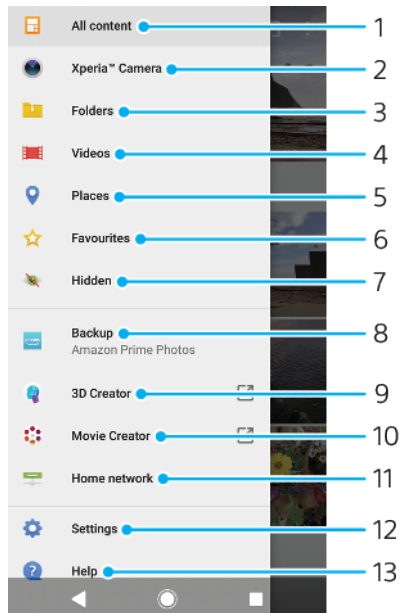 All content 1
Xperia™ Camera 2
Folders 3
Videos 4
Places 5
Favourites 6
Hidden 7
Backup 8
Amazon Prime Photos
3D Creator 9
Movie Creator 10
Home network 11
Settings 12
? Help 13